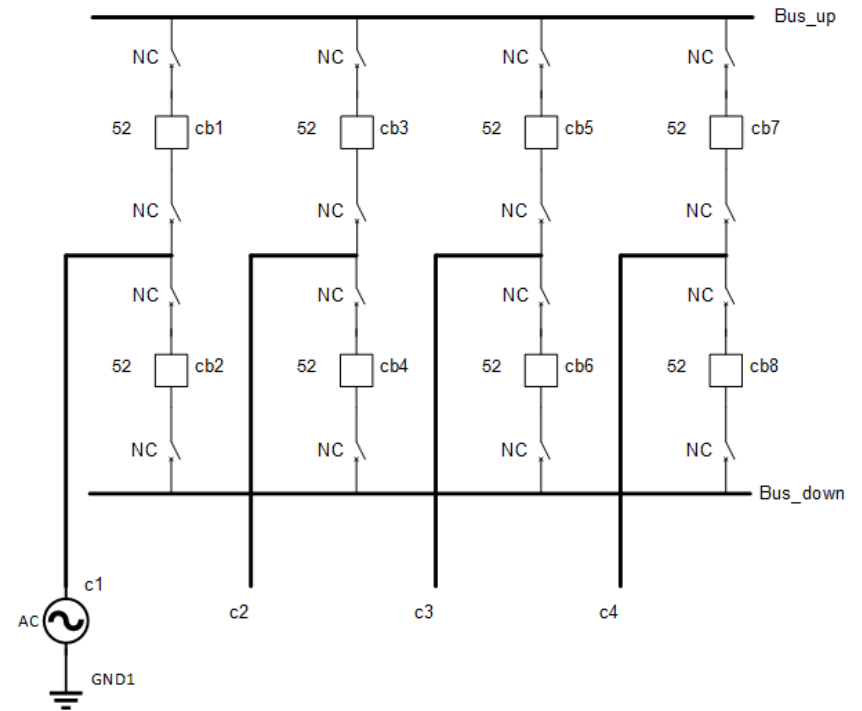 Bus_up
NC NC NC NC
52 cb1 52 cb3 52 cb5 52 cb7
NC NC NC NC
NC NC NC NC
52 cb2 52 cb4 52 cb6 52 cb8
NC NC NC NC
Bus_down
c1
c2 c3 c4
AC
GND1